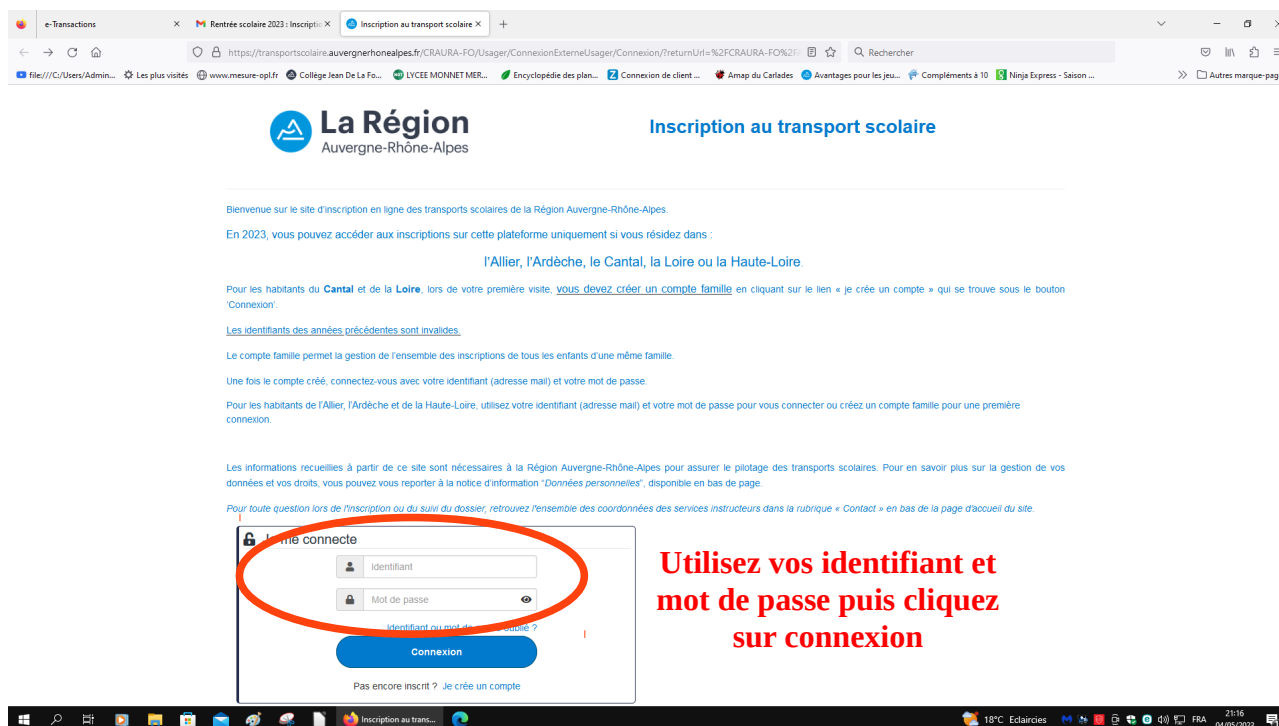 e-Transactions
Rentrée scolaire 2023 : Inscriptio
Inscription au transport scolaire
https://transportscolaire.auvergnerhonealpes.fr/CRAURA-FO/Usager/ConnexionExterneUsager/Connexion/?returnUrl=%2FCRAURA-FO%2F
Rechercher
file:///C:/Users/Admin... Les plus visités www.mesure-opl.fr Collège Jean De La Fo... LYCEE MONNET MER... Encyclopédie des plan... Connexion de client ... Amap du Carlades Avantages pour les jeu... Compléments à 10 Ninja Express - Saison ... Autres marque-pag
La Région
Auvergne-Rhône-Alpes
Inscription au transport scolaire
Bienvenue sur le site d'inscription en ligne des transports scolaires de la Région Auvergne-Rhône-Alpes.
En 2023, vous pouvez accéder aux inscriptions sur cette plateforme uniquement si vous résidez dans :
l'Allier, l'Ardèche, le Cantal, la Loire ou la Haute-Loire.
Pour les habitants du Cantal et de la Loire, lors de votre première visite, vous devez créer un compte famille en cliquant sur le lien « je crée un compte » qui se trouve sous le bouton
'Connexion'.
Les identifiants des années précédentes sont invalides.
Le compte famille permet la gestion de l'ensemble des inscriptions de tous les enfants d'une même famille.
Une fois le compte créé, connectez-vous avec votre identifiant (adresse mail) et votre mot de passe.
Pour les habitants de l'Allier, l'Ardèche et de la Haute-Loire, utilisez votre identifiant (adresse mail) et votre mot de passe pour vous connecter ou créez un compte famille pour une première
connexion.
Les informations recueillies à partir de ce site sont nécessaires à la Région Auvergne-Rhône-Alpes pour assurer le pilotage des transports scolaires. Pour en savoir plus sur la gestion de vos
données et vos droits, vous pouvez vous reporter à la notice d'information "Données personnelles", disponible en bas de page.
Pour toute question lors de l'inscription ou du suivi du dossier, retrouvez l'ensemble des coordonnées des services instructeurs dans la rubrique « Contact » en bas de la page d'accueil du site.
Je me connecte
Identifiant
Mot de passe
Identifiant ou mot de passe oublié ?
Connexion
Pas encore inscrit ? Je crée un compte
Utilisez vos identifiant et
mot de passe puis cliquez
sur connexion
Inscription au trans...
18°C Eclaircies
FRA
21:16
04/05/2023